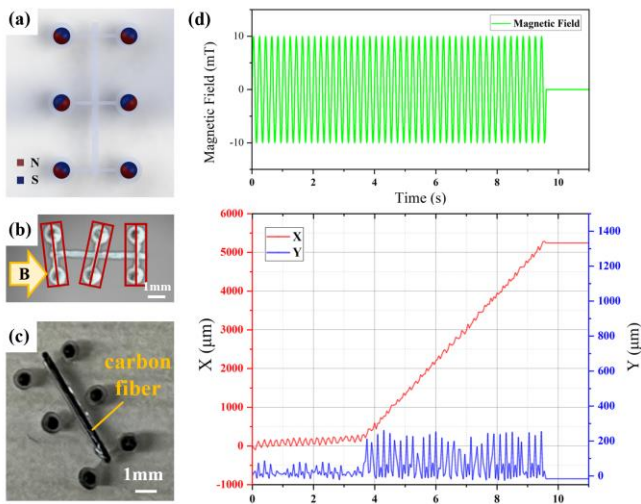 (a)
N
S
(b)
B
1mm
(c)
carbon
fiber
1mm
(d)
Magnetic Field
10
0
-10
Magnetic Field (mT)
0 2 4 6 8 10
Time (s)
X
Y
6000
5000
4000
3000
2000
1000
0
-1000
X (μm)
1400
1200
1000
800
600
400
200
0
Y (μm)
0 2 4 6 8 10